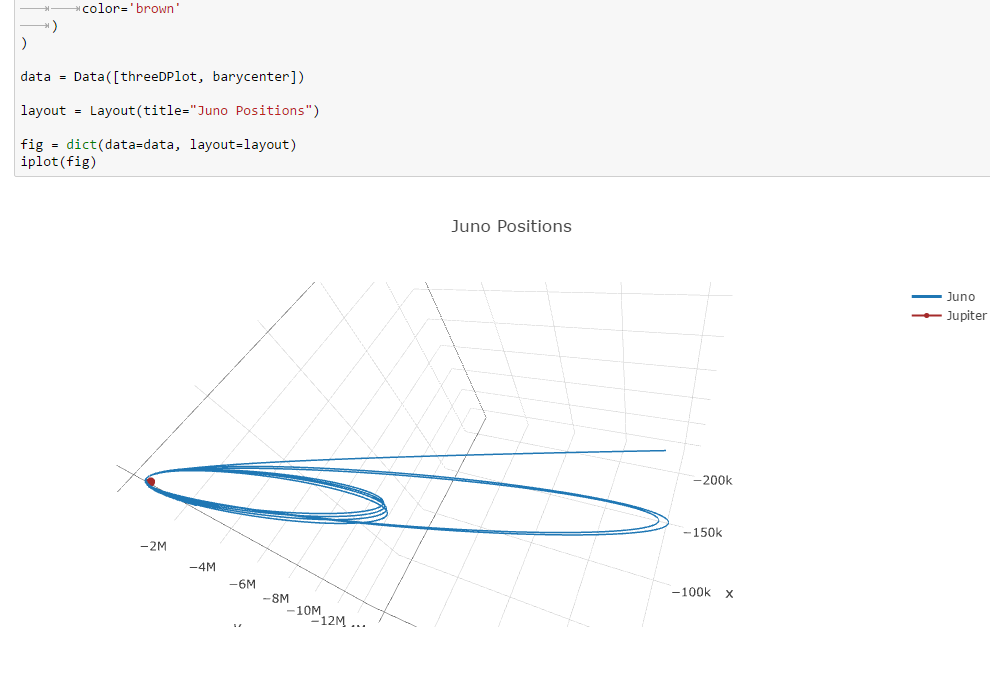 color='brown'
)
)
data = Data([threeDPlot, barycenter])
layout = Layout(title="Juno Positions")
fig = dict(data=data, layout=layout)
iplot(fig)
Juno Positions
Juno
Jupiter
−200k
−150k
−100k x
−2M
−4M
−6M
−8M
−10M
−12M